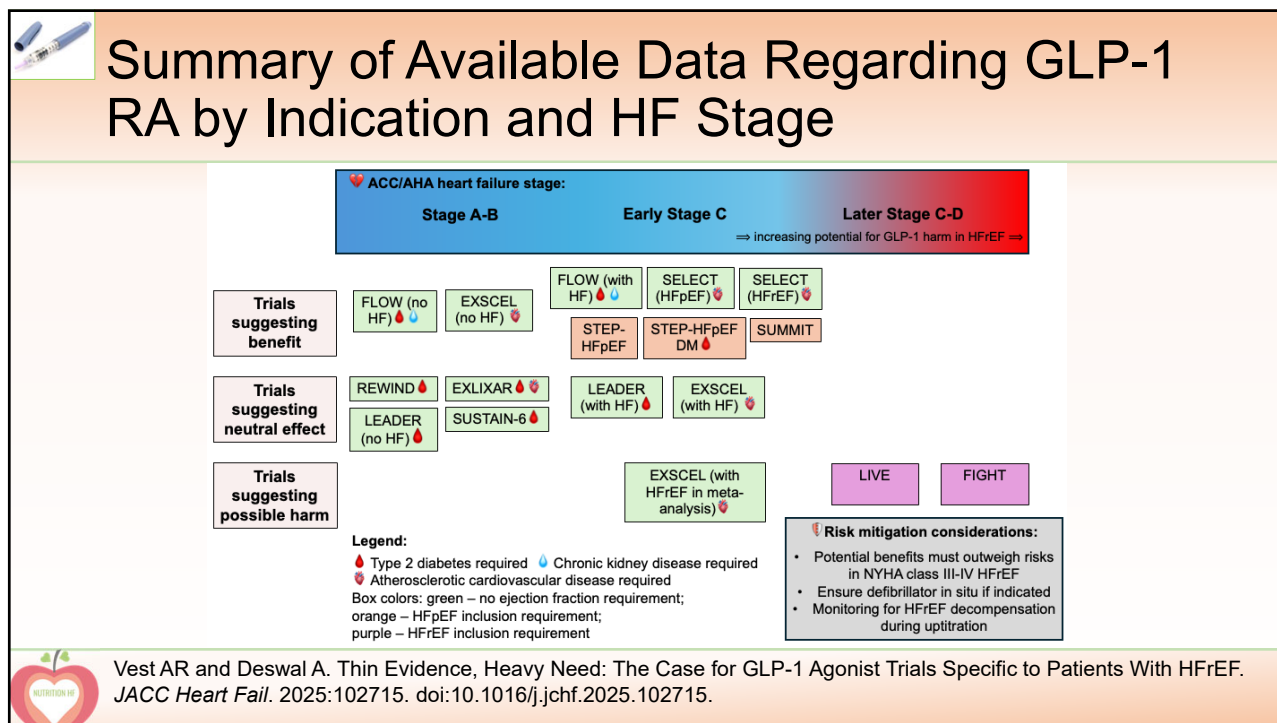 Summary of Available Data Regarding GLP-1
RA by Indication and HF Stage
ACC/AHA heart failure stage:
Stage A-B
Early Stage C
Later Stage C-D
⇒ increasing potential for GLP-1 harm in HFrEF ⇒
Trials
suggesting
benefit
FLOW (no
HF)
EXSCEL
(no HF)
FLOW (with
HF)
SELECT
(HFpEF)
SELECT
(HFrEF)
STEP-
HFpEF
STEP-HFpEF
DM
SUMMIT
Trials
suggesting
neutral effect
REWIND
EXLIXAR
LEADER
(no HF)
SUSTAIN-6
LEADER
(with HF)
EXSCEL
(with HF)
Trials
suggesting
possible harm
EXSCEL (with
HFrEF in meta-
analysis)
LIVE
FIGHT
Legend:
Type 2 diabetes required
Chronic kidney disease required
Atherosclerotic cardiovascular disease required
Box colors: green – no ejection fraction requirement;
orange – HFpEF inclusion requirement;
purple – HFrEF inclusion requirement
Risk mitigation considerations:
• Potential benefits must outweigh risks
in NYHA class III-IV HFrEF
• Ensure defibrillator in situ if indicated
• Monitoring for HFrEF decompensation
during uptitration
NUTRITION HF
Vest AR and Deswal A. Thin Evidence, Heavy Need: The Case for GLP-1 Agonist Trials Specific to Patients With HFrEF.
JACC Heart Fail. 2025:102715. doi:10.1016/j.jchf.2025.102715.